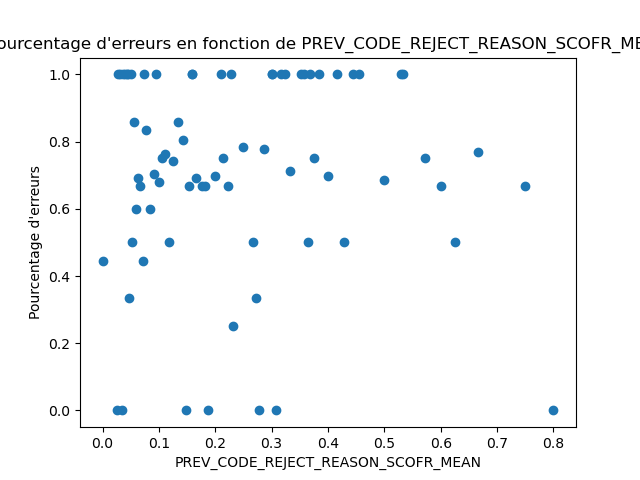 ourcentage d'erreurs en fonction de PREV_CODE_REJECT_REASON_SCOFR_ME
1.0
0.8
0.6
0.4
0.2
0.0
Pourcentage d'erreurs
0.0 0.1 0.2 0.3 0.4 0.5 0.6 0.7 0.8
PREV_CODE_REJECT_REASON_SCOFR_MEAN